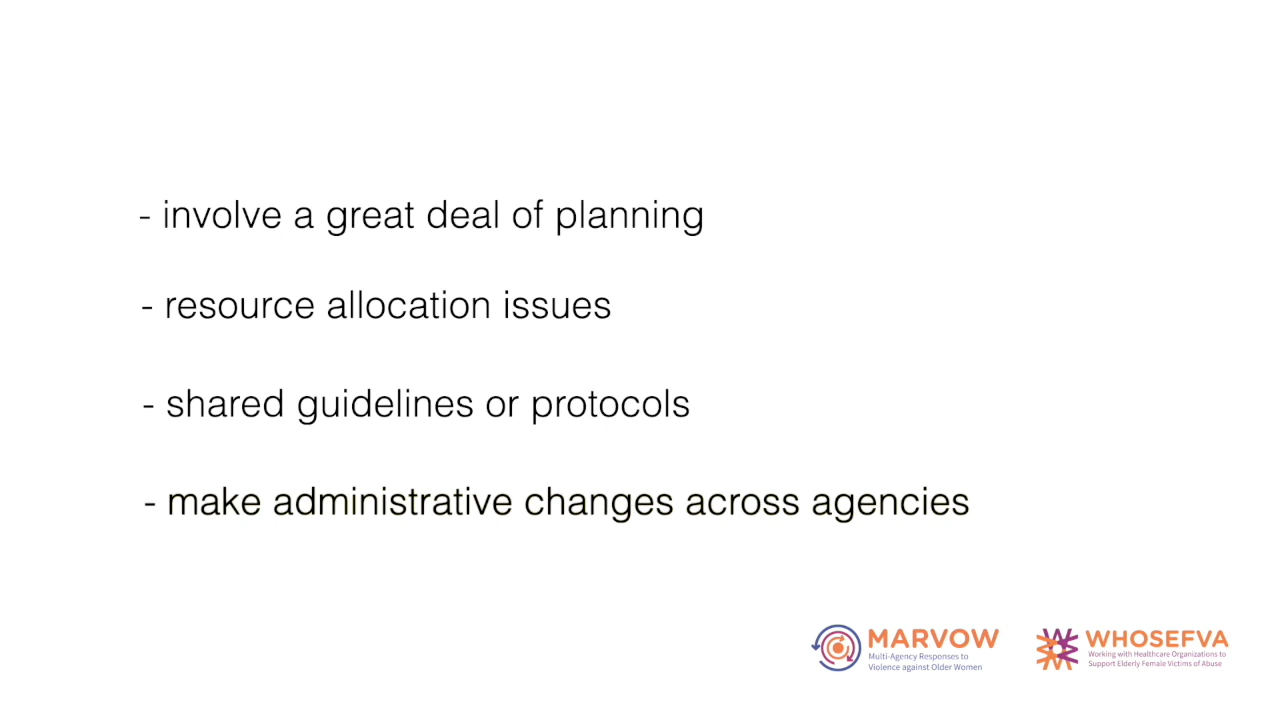 - involve a great deal of planning
- resource allocation issues
- shared guidelines or protocols
- make administrative changes across agencies
MARVOW
Multi-Agency Responses to
Violence against Older Women
WHOSEFVA
Working with Healthcare Organizations to
Support Elderly Female Victims of Abuse